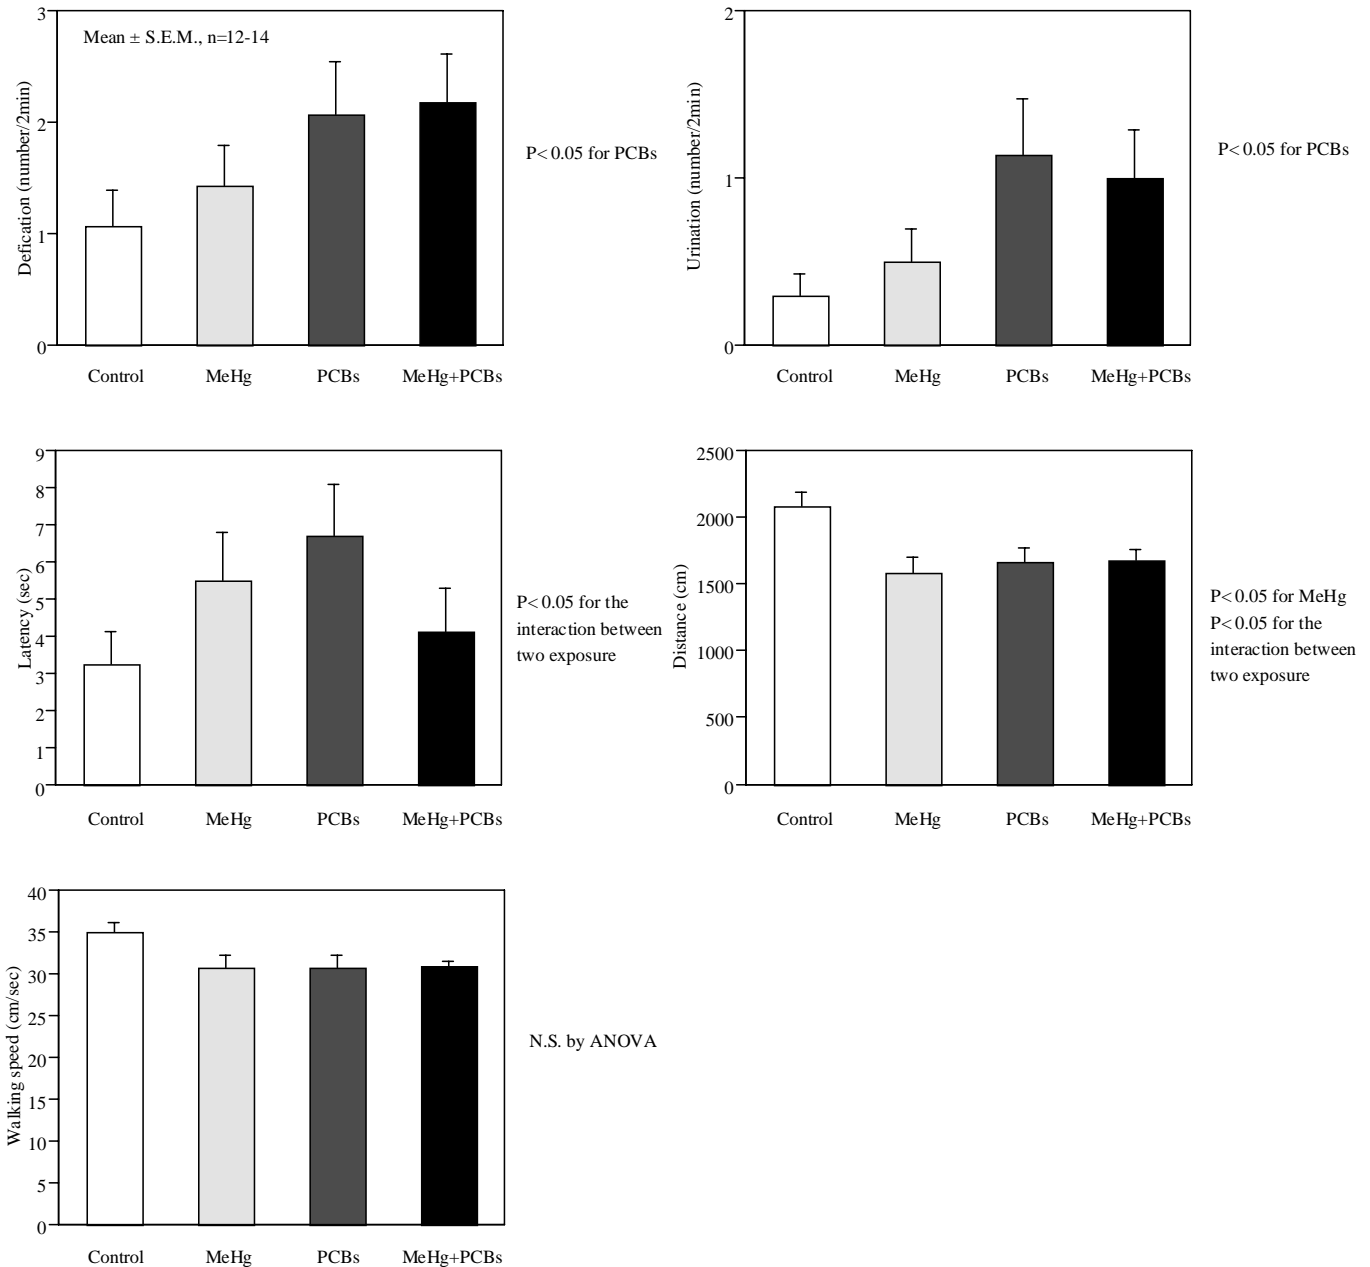 Mean ± S.E.M., n=12-14
Defication (number/2min)
3
2
1
0
Control MeHg PCBs MeHg+PCBs
P<0.05 for PCBs
Urination (number/2min)
2
1
0
Control MeHg PCBs MeHg+PCBs
P<0.05 for PCBs
Latency (sec)
9
8
7
6
5
4
3
2
1
0
Control MeHg PCBs MeHg+PCBs
P<0.05 for the
interaction between
two exposure
Distance (cm)
2500
2000
1500
1000
500
0
Control MeHg PCBs MeHg+PCBs
P<0.05 for MeHg
P<0.05 for the
interaction between
two exposure
Walking speed (cm/sec)
40
35
30
25
20
15
10
5
0
Control MeHg PCBs MeHg+PCBs
N.S. by ANOVA